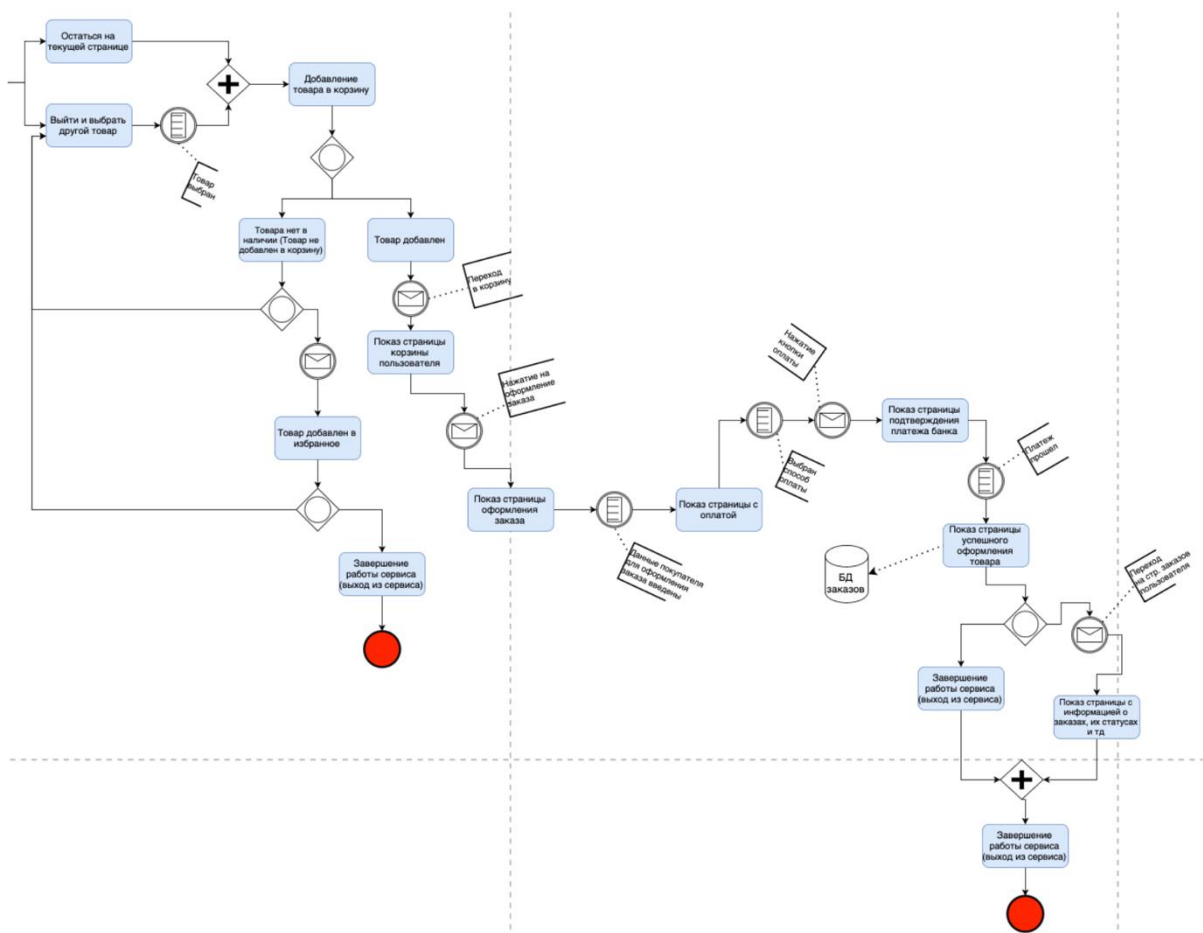 Остаться на
текущей странице
Добавление
товара в корзину
Выйти и выбрать
другой товар
Товар
выбран
Товара нет в
наличии (Товар не
добавлен в корзину)
Товар добавлен
Переход
в корзину
Показ страницы
корзины
пользователя
Нажатие на
оформление
заказа
Товар добавлен в
избранное
Завершение
работы сервиса
(выход из сервиса)
Показ страницы
оформления
заказа
Данные покупателя
для оформления
заказа введены
Показ страницы с
оплатой
Выбран
способ
оплаты
Нажатие
кнопки
оплаты
Показ страницы
подтверждения
платежа банка
Платеж
прошел
Показ страницы
успешного
оформления
товара
БД
заказов
Переход
на стр. заказов
пользователя
Завершение
работы сервиса
(выход из сервиса)
Показ страницы с
информацией о
заказах, их статусах
и тд
Завершение
работы сервиса
(выход из сервиса)